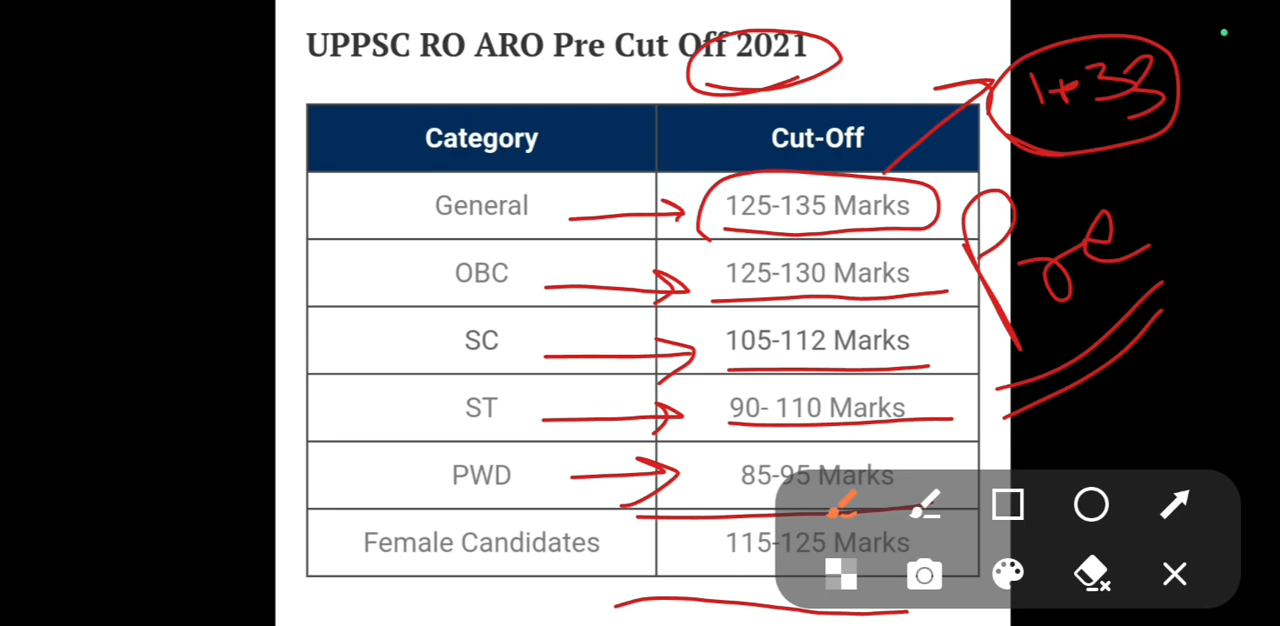 UPPSC RO ARO Pre Cut Off 2021
1+33
Category Cut-Off
General 125-135 Marks
OBC 125-130 Marks
Pre
SC 105-112 Marks
ST 90- 110 Marks
PWD 85-95 Marks
Female Candidates 115-125 Marks